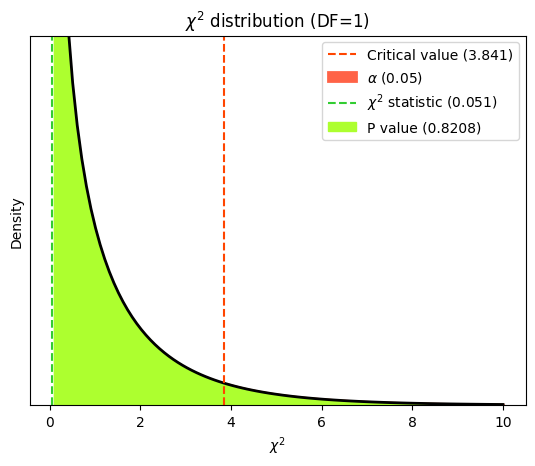 χ² distribution (DF=1)
Critical value (3.841)
α (0.05)
χ² statistic (0.051)
P value (0.8208)
Density
0 2 4 6 8 10
χ²